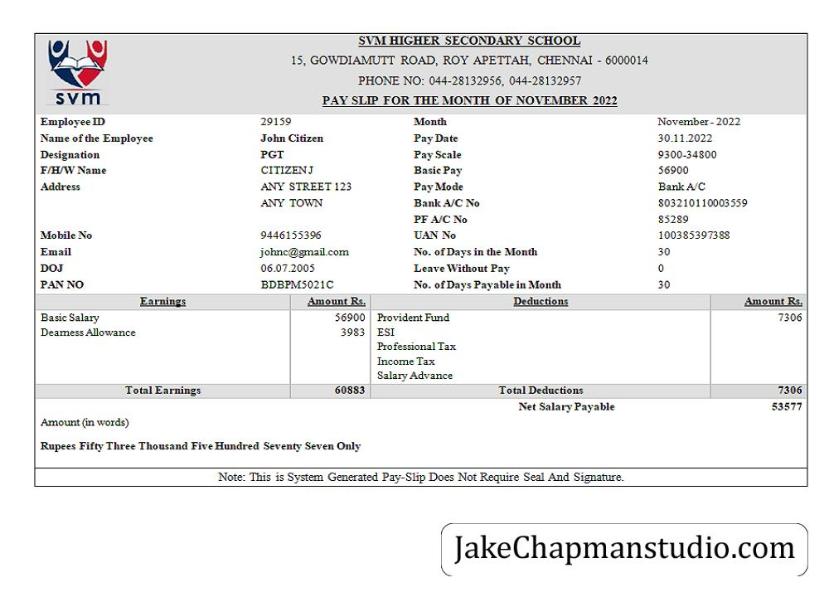 SVM HIGHER SECONDARY SCHOOL
15, GOWDIAMUTT ROAD, ROY APETTAH, CHENNAI - 6000014
PHONE NO: 044-28132956, 044-28132957
svm
PAY SLIP FOR THE MONTH OF NOVEMBER 2022
Employee ID 29159 Month November - 2022
Name of the Employee John Citizen Pay Date 30.11.2022
Designation PGT Pay Scale 9300-34800
F/H/W Name CITIZEN J Basic Pay 56900
Address ANY STREET 123 Pay Mode Bank A/C
ANY TOWN Bank A/C No 803210110003559
PF A/C No 85289
Mobile No 9446155396 UAN No 100385397388
Email johnc@gmail.com No. of Days in the Month 30
DOJ 06.07.2005 Leave Without Pay 0
PAN NO BDBPM5021C No. of Days Payable in Month 30
Earnings Amount Rs. Deductions Amount Rs.
Basic Salary 56900 Provident Fund 7306
Dearness Allowance 3983 ESI
Professional Tax
Income Tax
Salary Advance
Total Earnings 60883 Total Deductions 7306
Net Salary Payable 53577
Amount (in words)
Rupees Fifty Three Thousand Five Hundred Seventy Seven Only
Note: This is System Generated Pay-Slip Does Not Require Seal And Signature.
JakeChapmanstudio.com